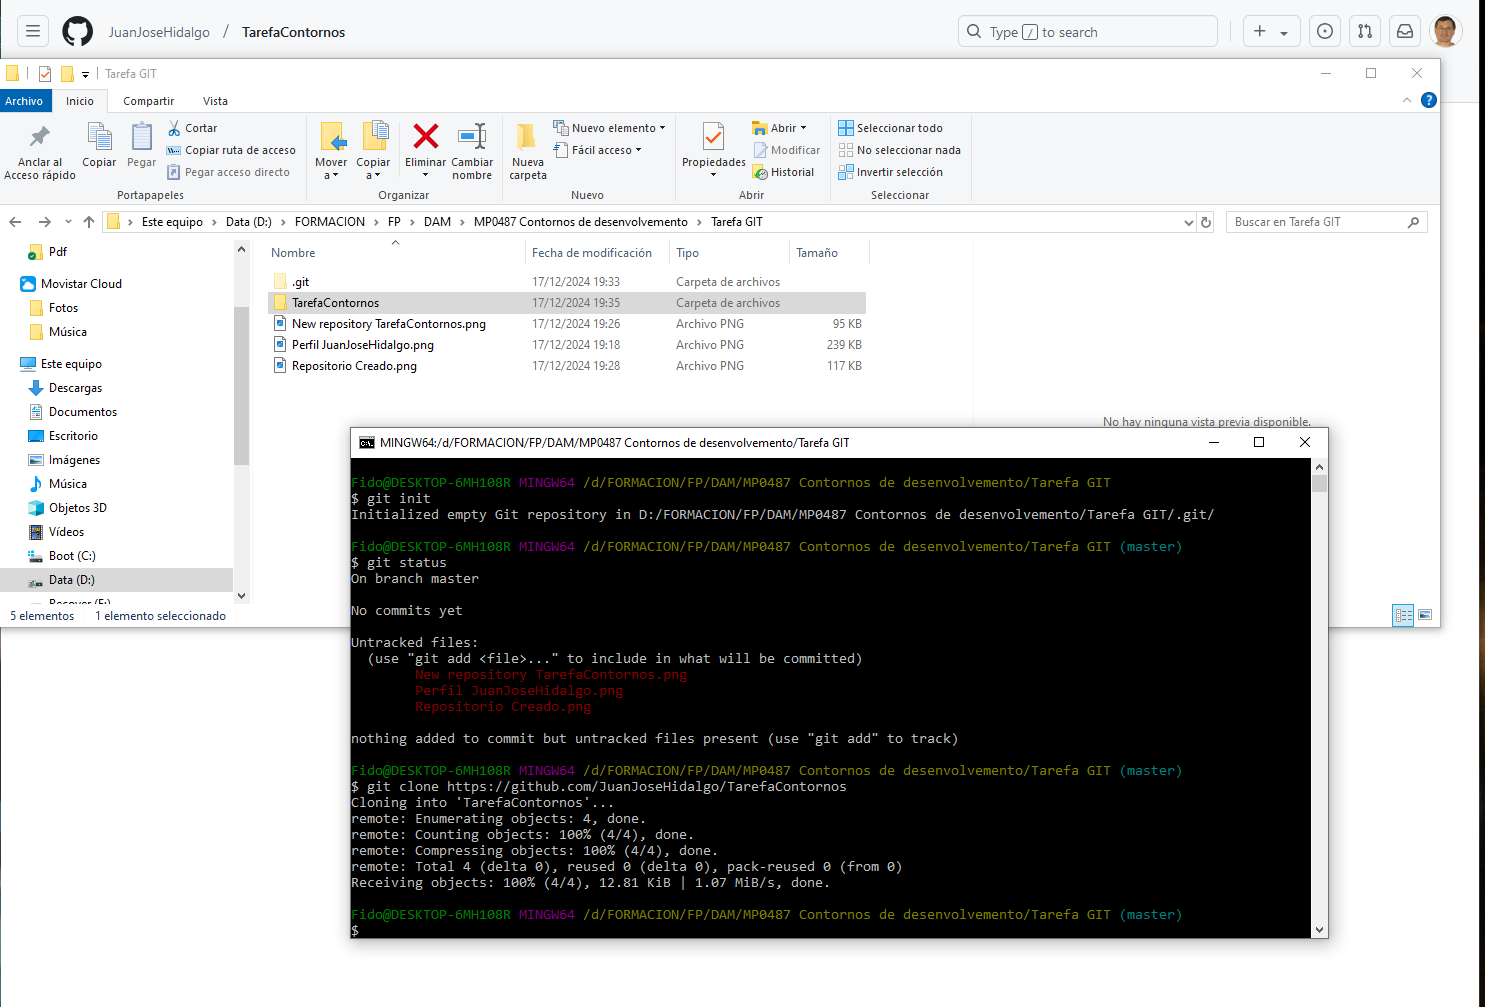 JuanJoseHidalgo / TarefaContornos
Type / to search
Tarefa GIT
Archivo Inicio Compartir Vista
Anclar al Acceso rápido
Copiar
Pegar
Cortar
Copiar ruta de acceso
Pegar acceso directo
Portapapeles
Mover a
Copiar a
Eliminar
Cambiar nombre
Organizar
Nueva carpeta
Nuevo elemento
Fácil acceso
Nuevo
Propiedades
Abrir
Modificar
Historial
Abrir
Seleccionar todo
No seleccionar nada
Invertir selección
Seleccionar
Este equipo > Data (D:) > FORMACION > FP > DAM > MP0487 Contornos de desenvolvemento > Tarefa GIT
Buscar en Tarefa GIT
Pdf
Movistar Cloud
Fotos
Música
Este equipo
Descargas
Documentos
Escritorio
Imágenes
Música
Objetos 3D
Vídeos
Boot (C:)
Data (D:)
Recover (E:)
Nombre Fecha de modificación Tipo Tamaño
.git 17/12/2024 19:33 Carpeta de archivos
TarefaContornos 17/12/2024 19:35 Carpeta de archivos
New repository TarefaContornos.png 17/12/2024 19:26 Archivo PNG 95 KB
Perfil JuanJoseHidalgo.png 17/12/2024 19:18 Archivo PNG 239 KB
Repositorio Creado.png 17/12/2024 19:28 Archivo PNG 117 KB
No hay ninguna vista previa disponible.
5 elementos 1 elemento seleccionado
MINGW64:/d/FORMACION/FP/DAM/MP0487 Contornos de desenvolvemento/Tarefa GIT
Fido@DESKTOP-6MH108R MINGW64 /d/FORMACION/FP/DAM/MP0487 Contornos de desenvolvemento/Tarefa GIT
$ git init
Initialized empty Git repository in D:/FORMACION/FP/DAM/MP0487 Contornos de desenvolvemento/Tarefa GIT/.git/
Fido@DESKTOP-6MH108R MINGW64 /d/FORMACION/FP/DAM/MP0487 Contornos de desenvolvemento/Tarefa GIT (master)
$ git status
On branch master
No commits yet
Untracked files:
(use "git add <file>..." to include in what will be committed)
New repository TarefaContornos.png
Perfil JuanJoseHidalgo.png
Repositorio Creado.png
nothing added to commit but untracked files present (use "git add" to track)
Fido@DESKTOP-6MH108R MINGW64 /d/FORMACION/FP/DAM/MP0487 Contornos de desenvolvemento/Tarefa GIT (master)
$ git clone https://github.com/JuanJoseHidalgo/TarefaContornos
Cloning into 'TarefaContornos'...
remote: Enumerating objects: 4, done.
remote: Counting objects: 100% (4/4), done.
remote: Compressing objects: 100% (4/4), done.
remote: Total 4 (delta 0), reused 0 (delta 0), pack-reused 0 (from 0)
Receiving objects: 100% (4/4), 12.81 KiB | 1.07 MiB/s, done.
Fido@DESKTOP-6MH108R MINGW64 /d/FORMACION/FP/DAM/MP0487 Contornos de desenvolvemento/Tarefa GIT (master)
$